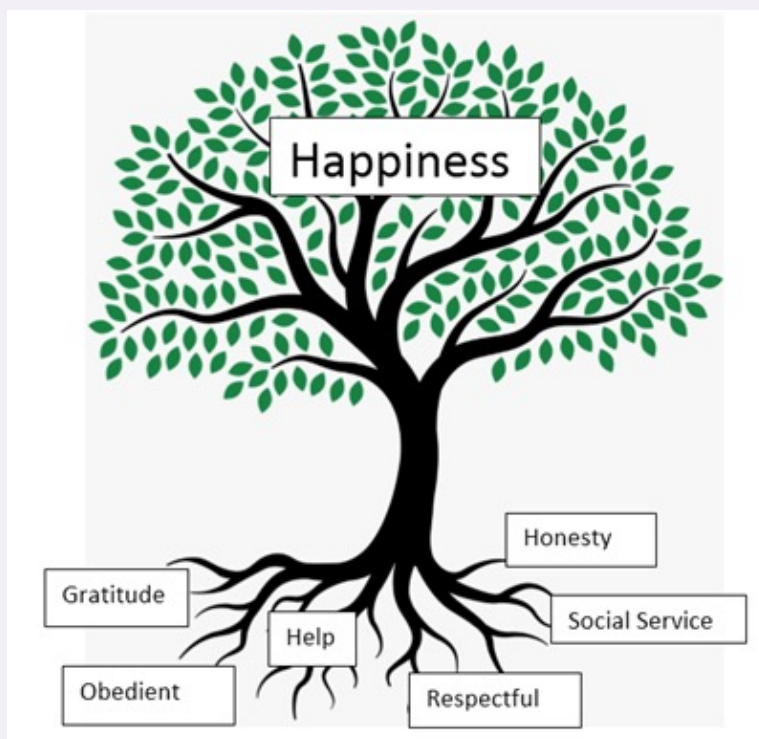 Happiness
Honesty
Gratitude
Social Service
Help
Obedient
Respectful